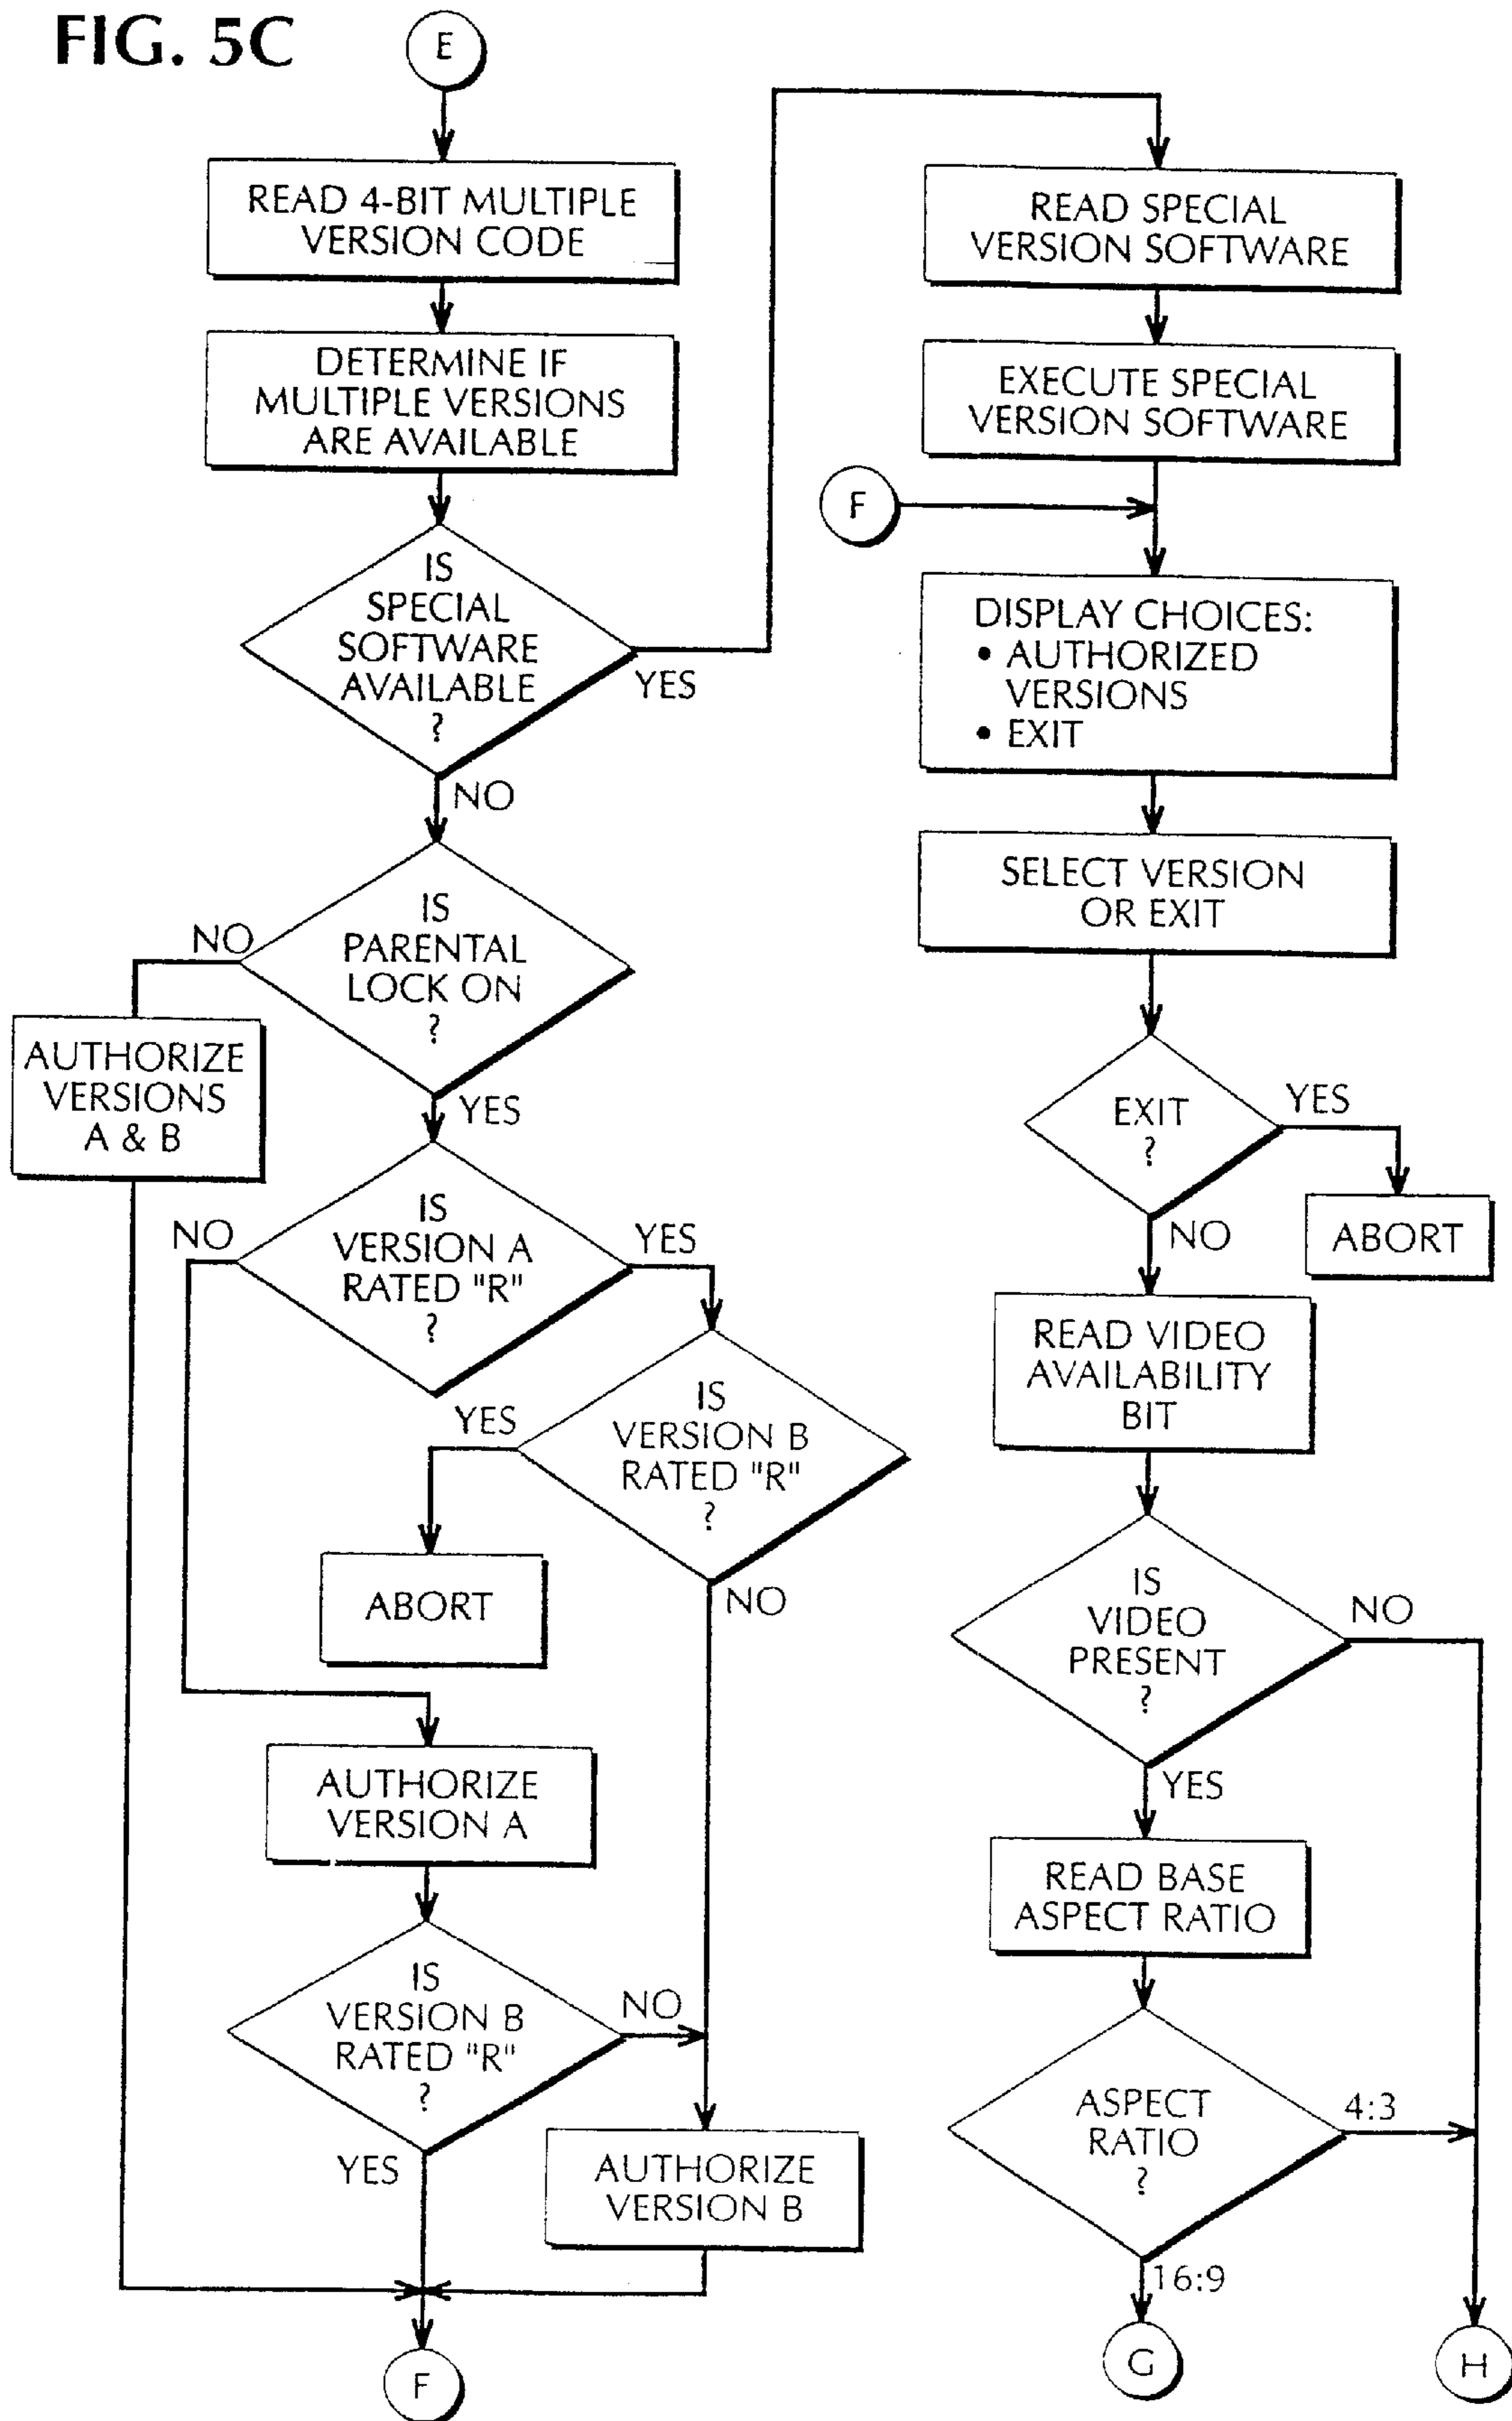 FIG. 5C
E
READ 4-BIT MULTIPLE
VERSION CODE
DETERMINE IF
MULTIPLE VERSIONS
ARE AVAILABLE
IS
SPECIAL
SOFTWARE
AVAILABLE
?
YES
NO
IS
PARENTAL
LOCK ON
?
NO
YES
AUTHORIZE
VERSIONS
A & B
IS
VERSION A
RATED "R"
?
NO
YES
IS
VERSION B
RATED "R"
?
YES
NO
ABORT
AUTHORIZE
VERSION A
IS
VERSION B
RATED "R"
?
NO
YES
AUTHORIZE
VERSION B
F
READ SPECIAL
VERSION SOFTWARE
EXECUTE SPECIAL
VERSION SOFTWARE
F
DISPLAY CHOICES:
• AUTHORIZED
VERSIONS
• EXIT
SELECT VERSION
OR EXIT
EXIT
?
YES
NO
ABORT
READ VIDEO
AVAILABILITY
BIT
IS
VIDEO
PRESENT
?
NO
YES
READ BASE
ASPECT RATIO
ASPECT
RATIO
?
4:3
16:9
G
H